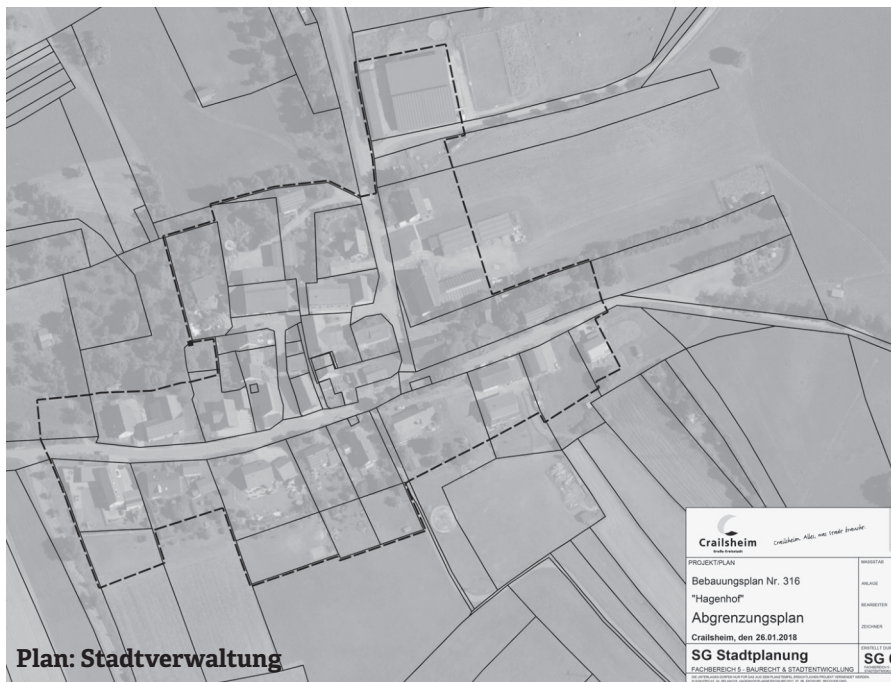 Crailsheim
Große Kreisstadt
Crailsheim. Alles, was Stadt braucht.
PROJEKT/PLAN
MASSSTAB
Bebauungsplan Nr. 316
ANLAGE
"Hagenhof"
BEARBEITER
Abgrenzungsplan
ZEICHNER
Crailsheim, den 26.01.2018
SG Stadtplanung
FACHBEREICH 5 - BAURECHT & STADTENTWICKLUNG
ERSTELLT DUR
SG
Plan: Stadtverwaltung